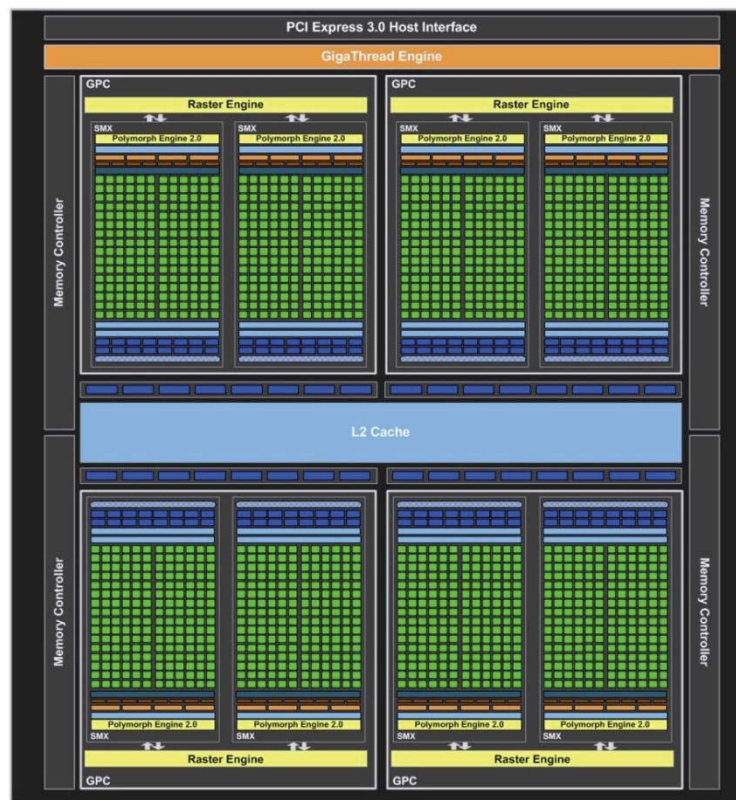 PCI Express 3.0 Host Interface
GigaThread Engine
GPC
GPC
Raster Engine
Raster Engine
SMX
SMX
SMX
SMX
Polymorph Engine 2.0
Polymorph Engine 2.0
Polymorph Engine 2.0
Polymorph Engine 2.0
Memory Controller
Memory Controller
L2 Cache
Memory Controller
Memory Controller
Polymorph Engine 2.0
Polymorph Engine 2.0
Polymorph Engine 2.0
Polymorph Engine 2.0
SMX
SMX
SMX
SMX
Raster Engine
Raster Engine
GPC
GPC